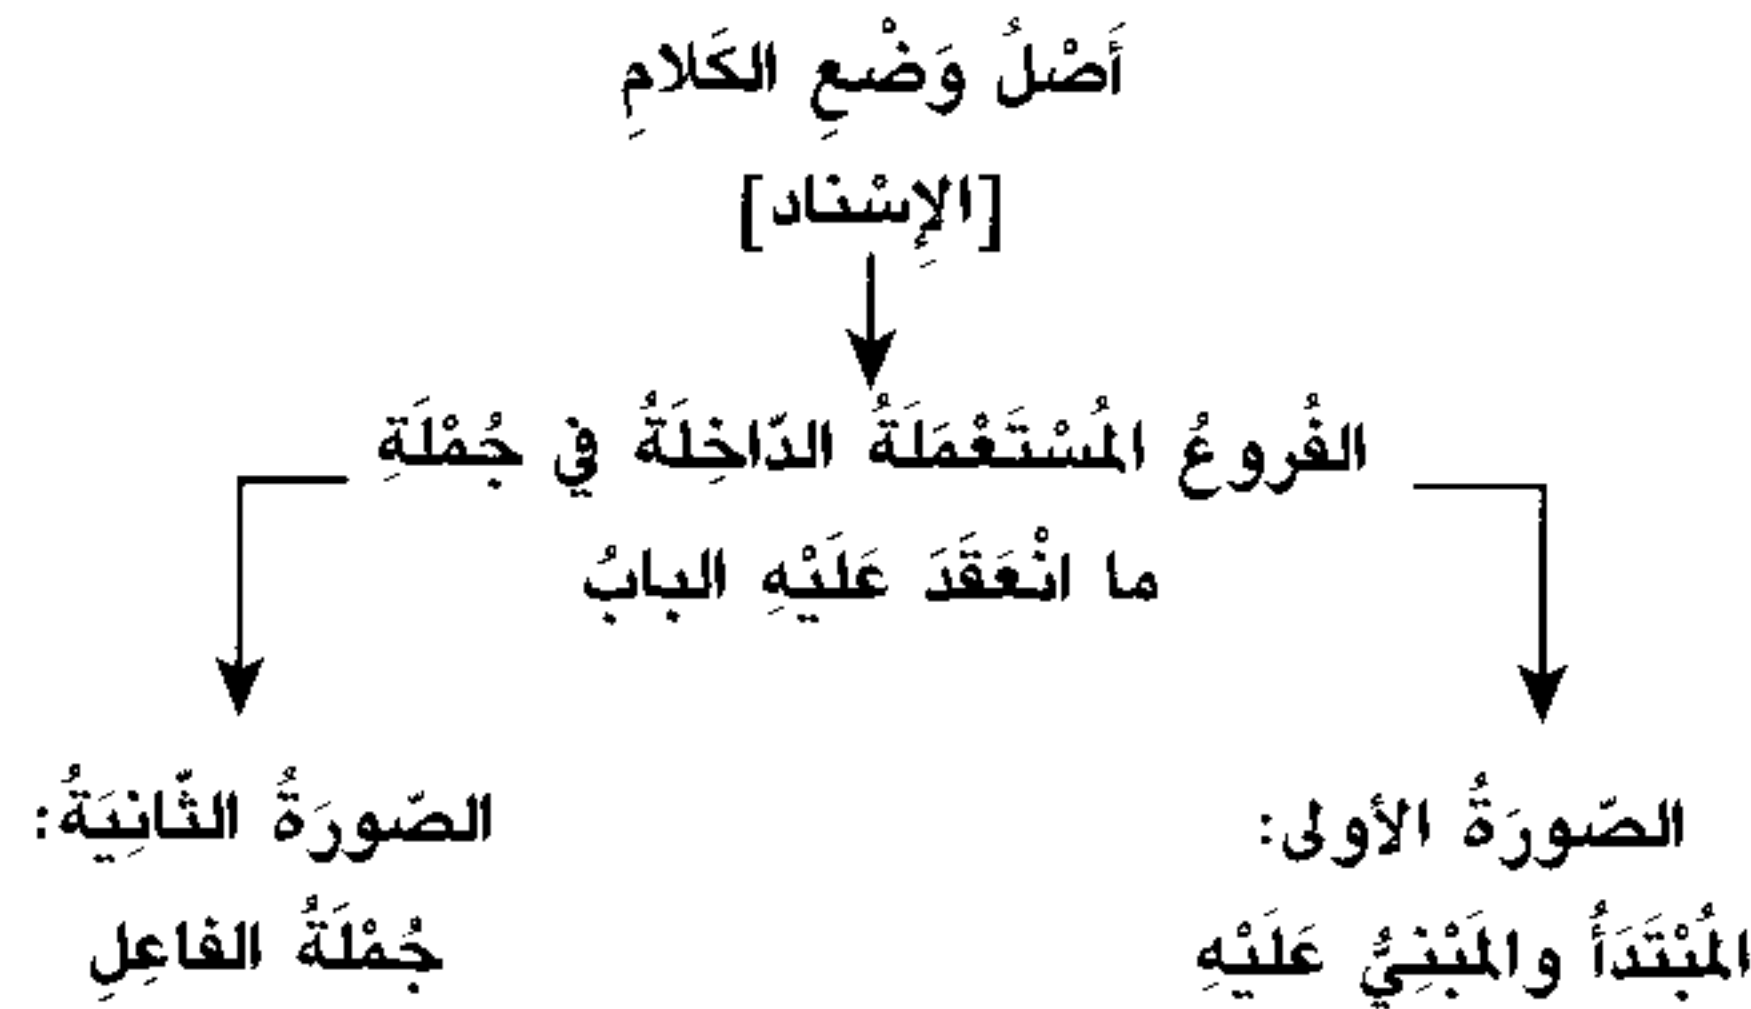 أَصْلُ وَضْعِ الكَلامِ
[الإِسْناد]
الفُروعُ المُسْتَعْمَلَةُ الدّاخِلَةُ في جُمْلَةِ
ما انْعَقَدَ عَلَيْهِ البابُ
الصّورَةُ الأولى:
المُبْتَدَأُ والمَبْنِيُّ عَلَيْهِ
الصّورَةُ الثّانِيَةُ:
جُمْلَةُ الفاعِلِ